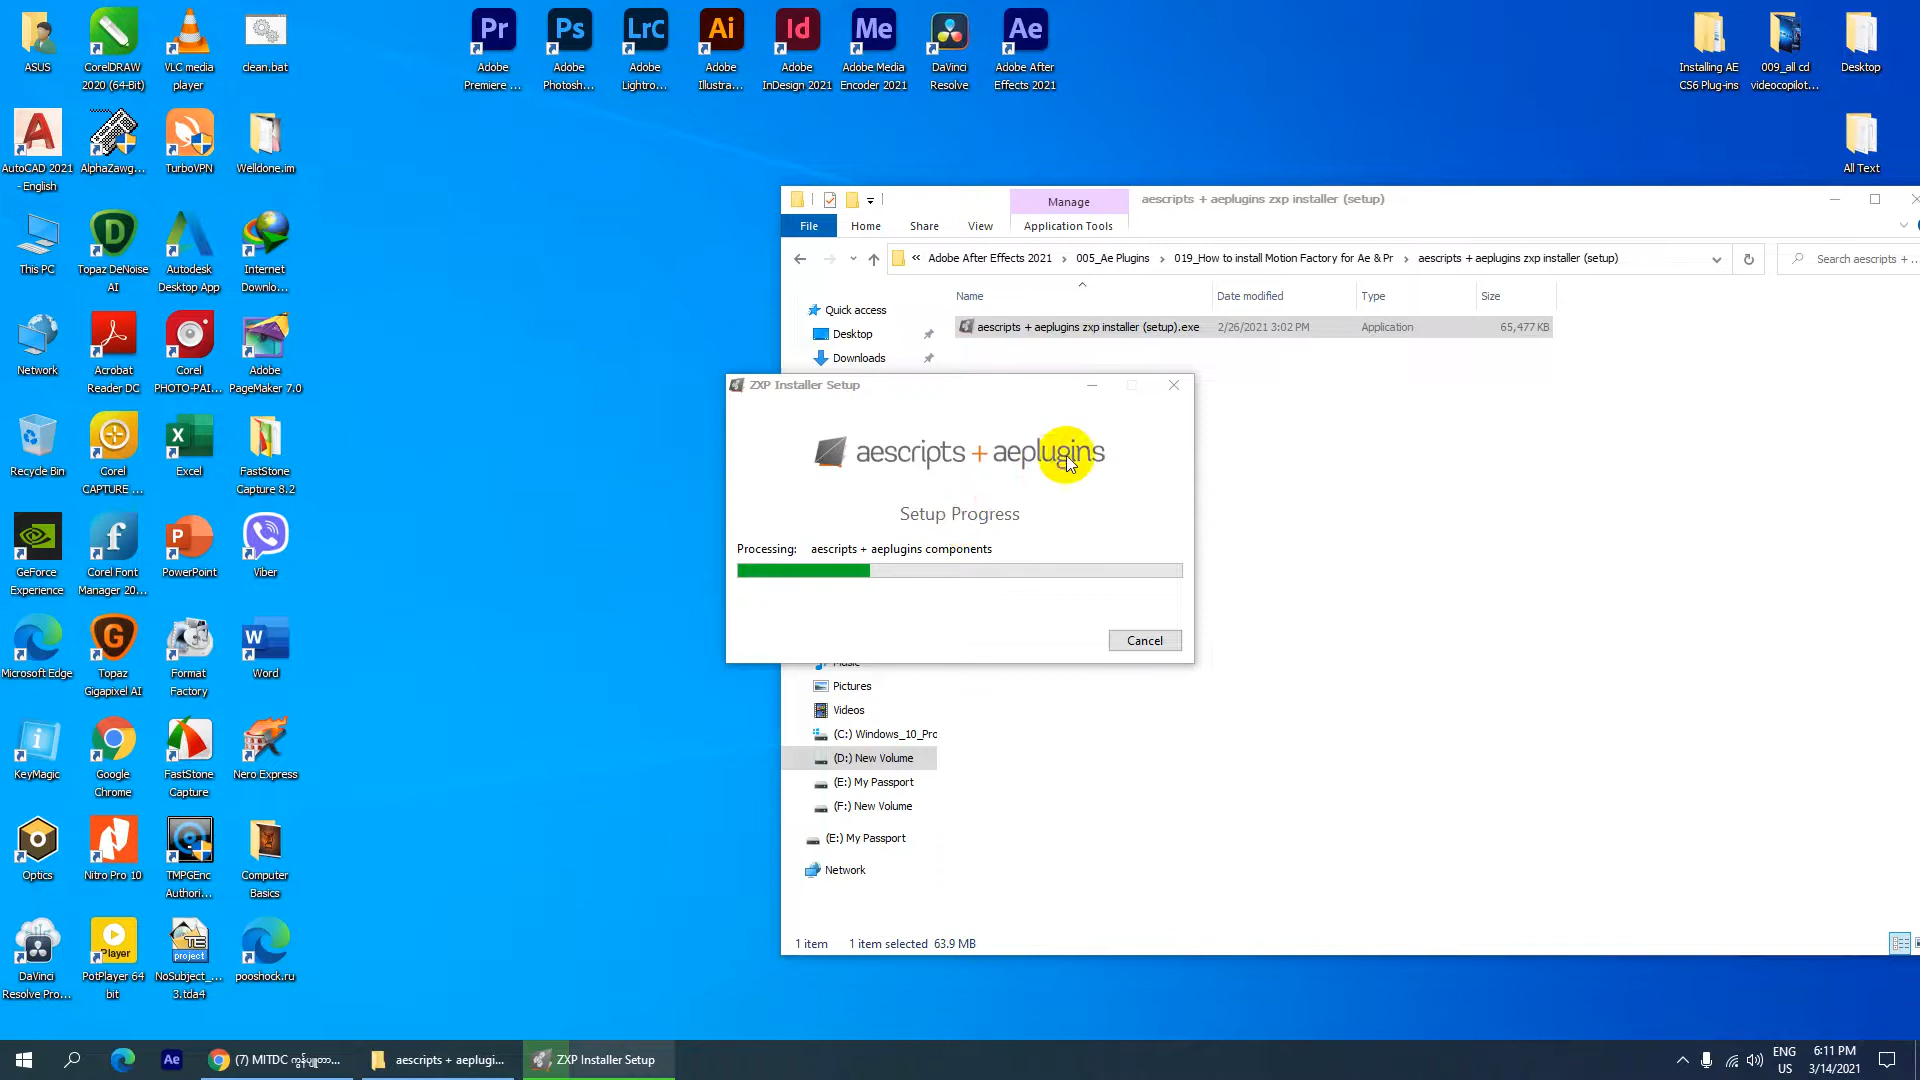 ASUS
CorelDRAW
2020 (64-Bit)
VLC media
player
clean.bat
Adobe
Premiere ...
Adobe
Photosh...
Adobe
Lightro...
Adobe
Illustra...
Adobe
InDesign 2021
Adobe Media
Encoder 2021
DaVinci
Resolve
Adobe After
Effects 2021
Installing AE
CS6 Plug-ins
009_all cd
videocopilot...
Desktop
AutoCAD 2021
- English
AlphaZawg...
TurboVPN
Welldone.im
All Text
This PC
Topaz DeNoise
AI
Autodesk
Desktop App
Internet
Downlo...
Network
Acrobat
Reader DC
Corel
PHOTO-PAI...
Adobe
PageMaker 7.0
Recycle Bin
Corel
CAPTURE ...
Excel
FastStone
Capture 8.2
GeForce
Experience
Corel Font
Manager 20...
PowerPoint
Viber
Microsoft Edge
Topaz
Gigapixel AI
Format
Factory
Word
KeyMagic
Google
Chrome
FastStone
Capture
Nero Express
Optics
Nitro Pro 10
TMPGEnc
Authori...
Computer
Basics
DaVinci
Resolve Pro...
PotPlayer 64
bit
NoSubject_...
3.tda4
pooshock.ru
Manage
aescripts + aeplugins zxp installer (setup)
File
Home
Share
View
Application Tools
« Adobe After Effects 2021 > 005_Ae Plugins > 019_How to install Motion Factory for Ae & Pr > aescripts + aeplugins zxp installer (setup)
Search aescripts + ...
Name
Date modified
Type
Size
aescripts + aeplugins zxp installer (setup).exe
2/26/2021 3:02 PM
Application
65,477 KB
Quick access
Desktop
Downloads
ZXP Installer Setup
aescripts + aeplugins
Setup Progress
Processing: aescripts + aeplugins components
Cancel
Music
Pictures
Videos
(C:) Windows_10_Pro
(D:) New Volume
(E:) My Passport
(F:) New Volume
(E:) My Passport
Network
1 item
1 item selected 63.9 MB
(7) MITDC ကွန်ပျူတာ...
aescripts + aeplugi...
ZXP Installer Setup
ENG
US
6:11 PM
3/14/2021